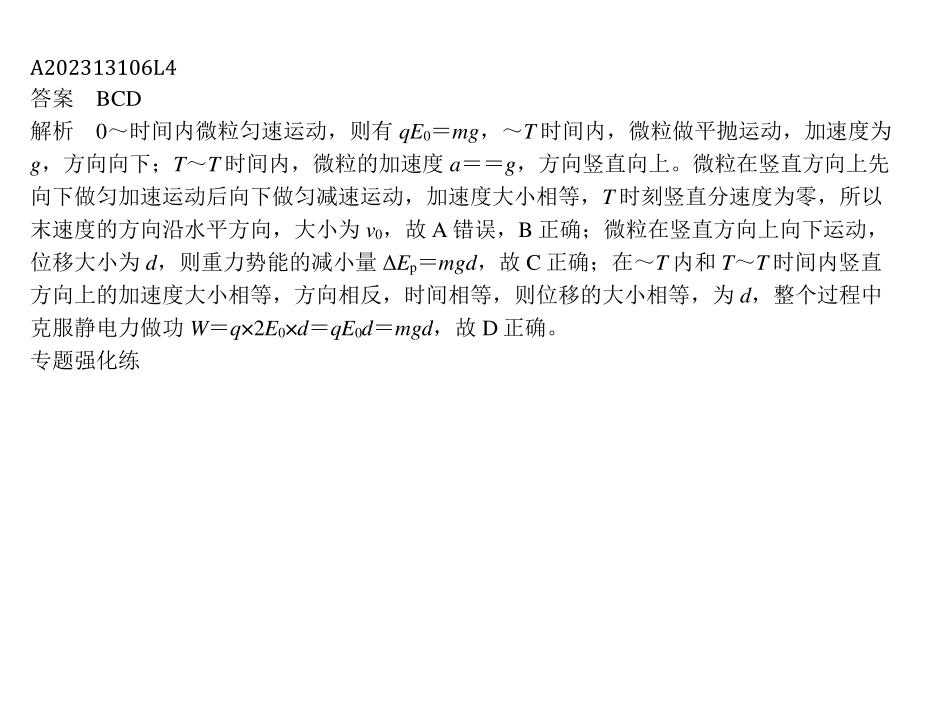 A202313106L4
答案　BCD
解析　0～时间内微粒匀速运动，则有 qE0＝mg，～T 时间内，微粒做平抛运动，加速度为
g，方向向下；T～T 时间内，微粒的加速度 a＝＝g，方向竖直向上。微粒在竖直方向上先
向下做匀加速运动后向下做匀减速运动，加速度大小相等，T 时刻竖直分速度为零，所以
末速度的方向沿水平方向，大小为 v0，故 A 错误，B 正确；微粒在竖直方向上向下运动，
位移大小为 d，则重力势能的减小量 ΔEp＝mgd，故 C 正确；在～T 内和 T～T 时间内竖直
方向上的加速度大小相等，方向相反，时间相等，则位移的大小相等，为 d，整个过程中
克服静电力做功 W＝q×2E0×d＝qE0d＝mgd，故 D 正确。
专题强化练